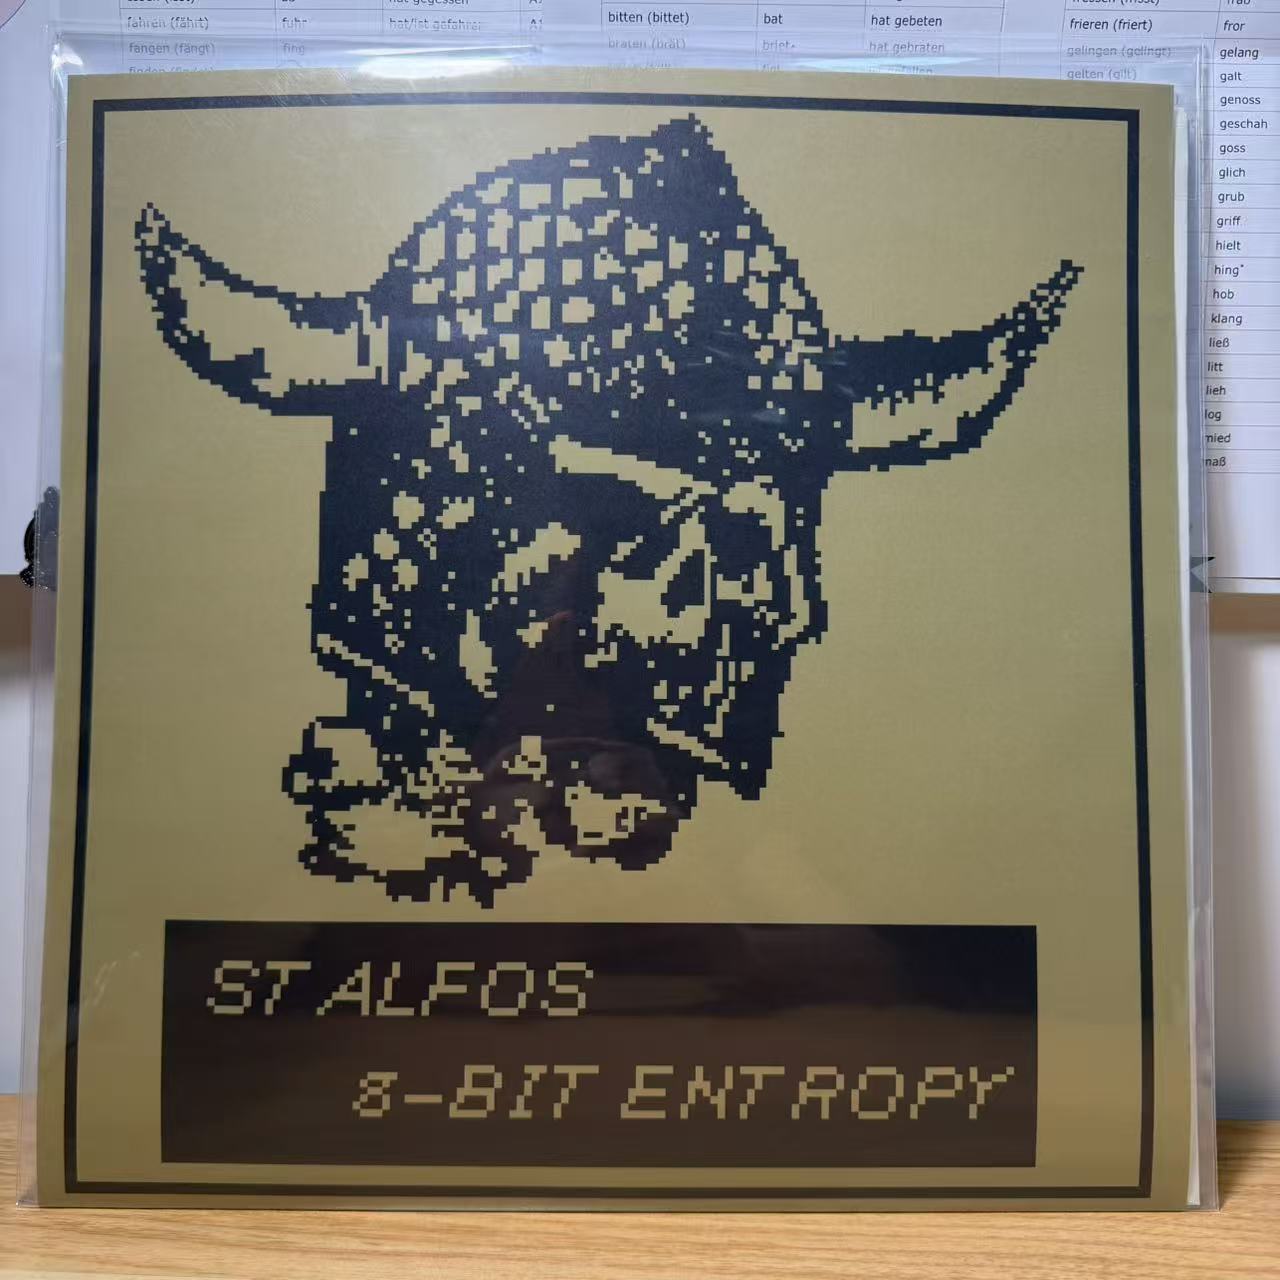 fahren (fährt) fuhr hat/ist gefahren
bitten (bittet) bat hat gebeten
frieren (friert) fror
fangen (fängt) fing
braten (brät) briet hat gebraten
gelingen (gelingt) gelang
gelten (gilt) galt
genoss
geschah
goss
glich
grub
griff
hielt
hing*
hob
klang
ließ
litt
lieh
log
mied
maß
STALFOS
8-BIT ENTROPY